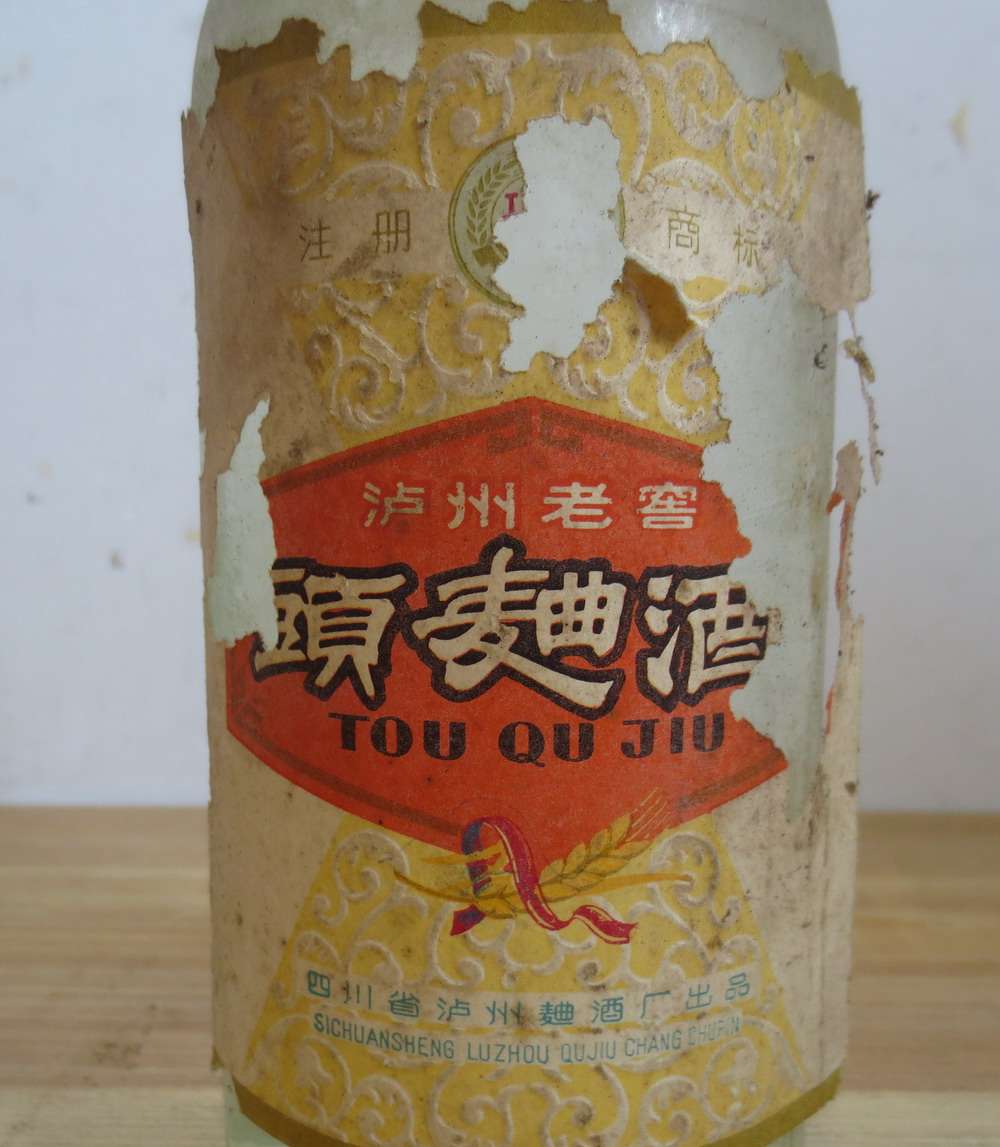 注册 商标
泸州老窖
頭麯酒
TOU QU JIU
四川省泸州麯酒厂出品
SICHUANSHENG LUZHOU QUJIU CHANG CHUPIN